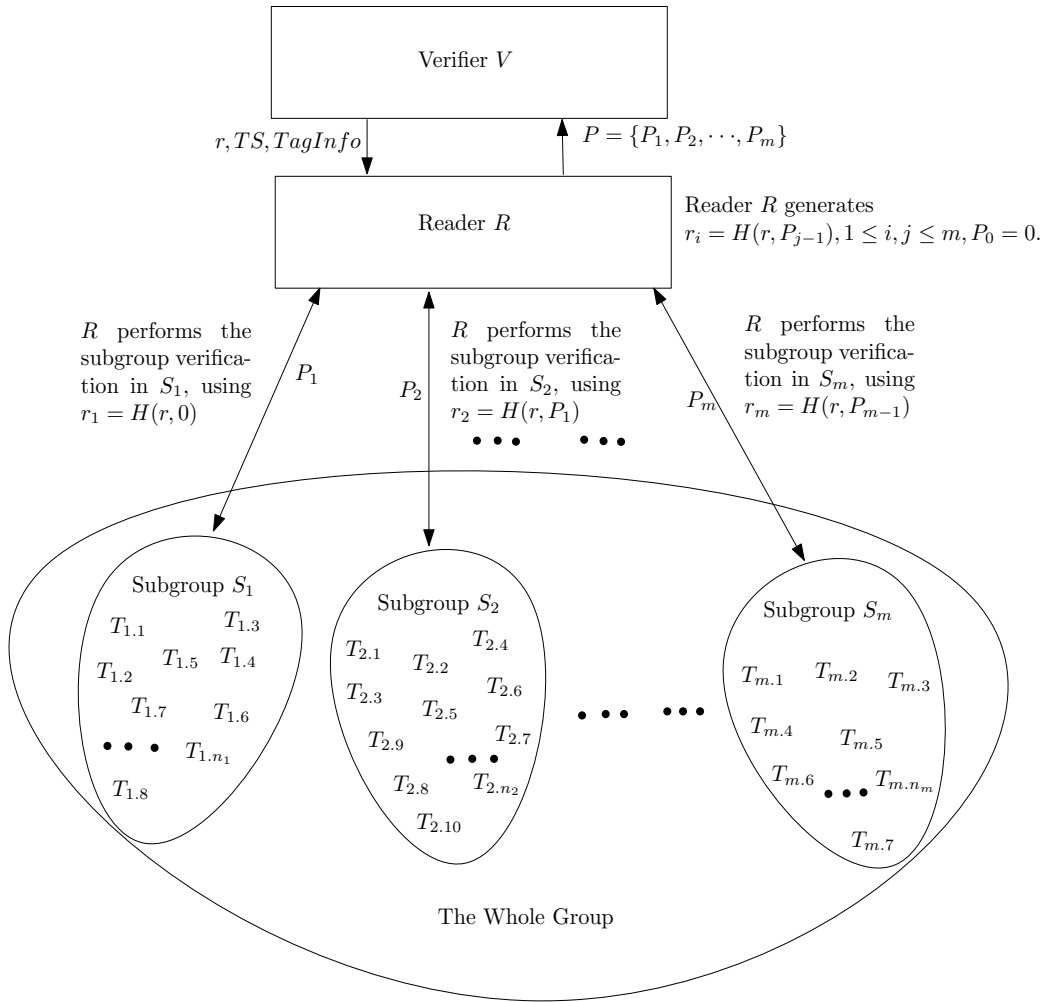 Verifier V
r, TS, TagInfo
P = {P₁, P₂, ···, Pₘ}
Reader R
Reader R generates
rᵢ = H(r, Pⱼ₋₁), 1 ≤ i, j ≤ m, P₀ = 0.
R performs the
subgroup verifica-
tion in S₁, using
r₁ = H(r, 0)
P₁
P₂
R performs the
subgroup verifica-
tion in S₂, using
r₂ = H(r, P₁)
Pₘ
R performs the
subgroup verifica-
tion in Sₘ, using
rₘ = H(r, Pₘ₋₁)
Subgroup S₁
T₁.₁
T₁.₃
T₁.₂
T₁.₅
T₁.₄
T₁.₇
T₁.₆
T₁.ₙ₁
T₁.₈
Subgroup S₂
T₂.₁
T₂.₂
T₂.₄
T₂.₃
T₂.₅
T₂.₆
T₂.₉
T₂.₇
T₂.₈
T₂.ₙ₂
T₂.₁₀
Subgroup Sₘ
Tₘ.₁
Tₘ.₂
Tₘ.₃
Tₘ.₄
Tₘ.₅
Tₘ.₆
Tₘ.ₙₘ
Tₘ.₇
The Whole Group